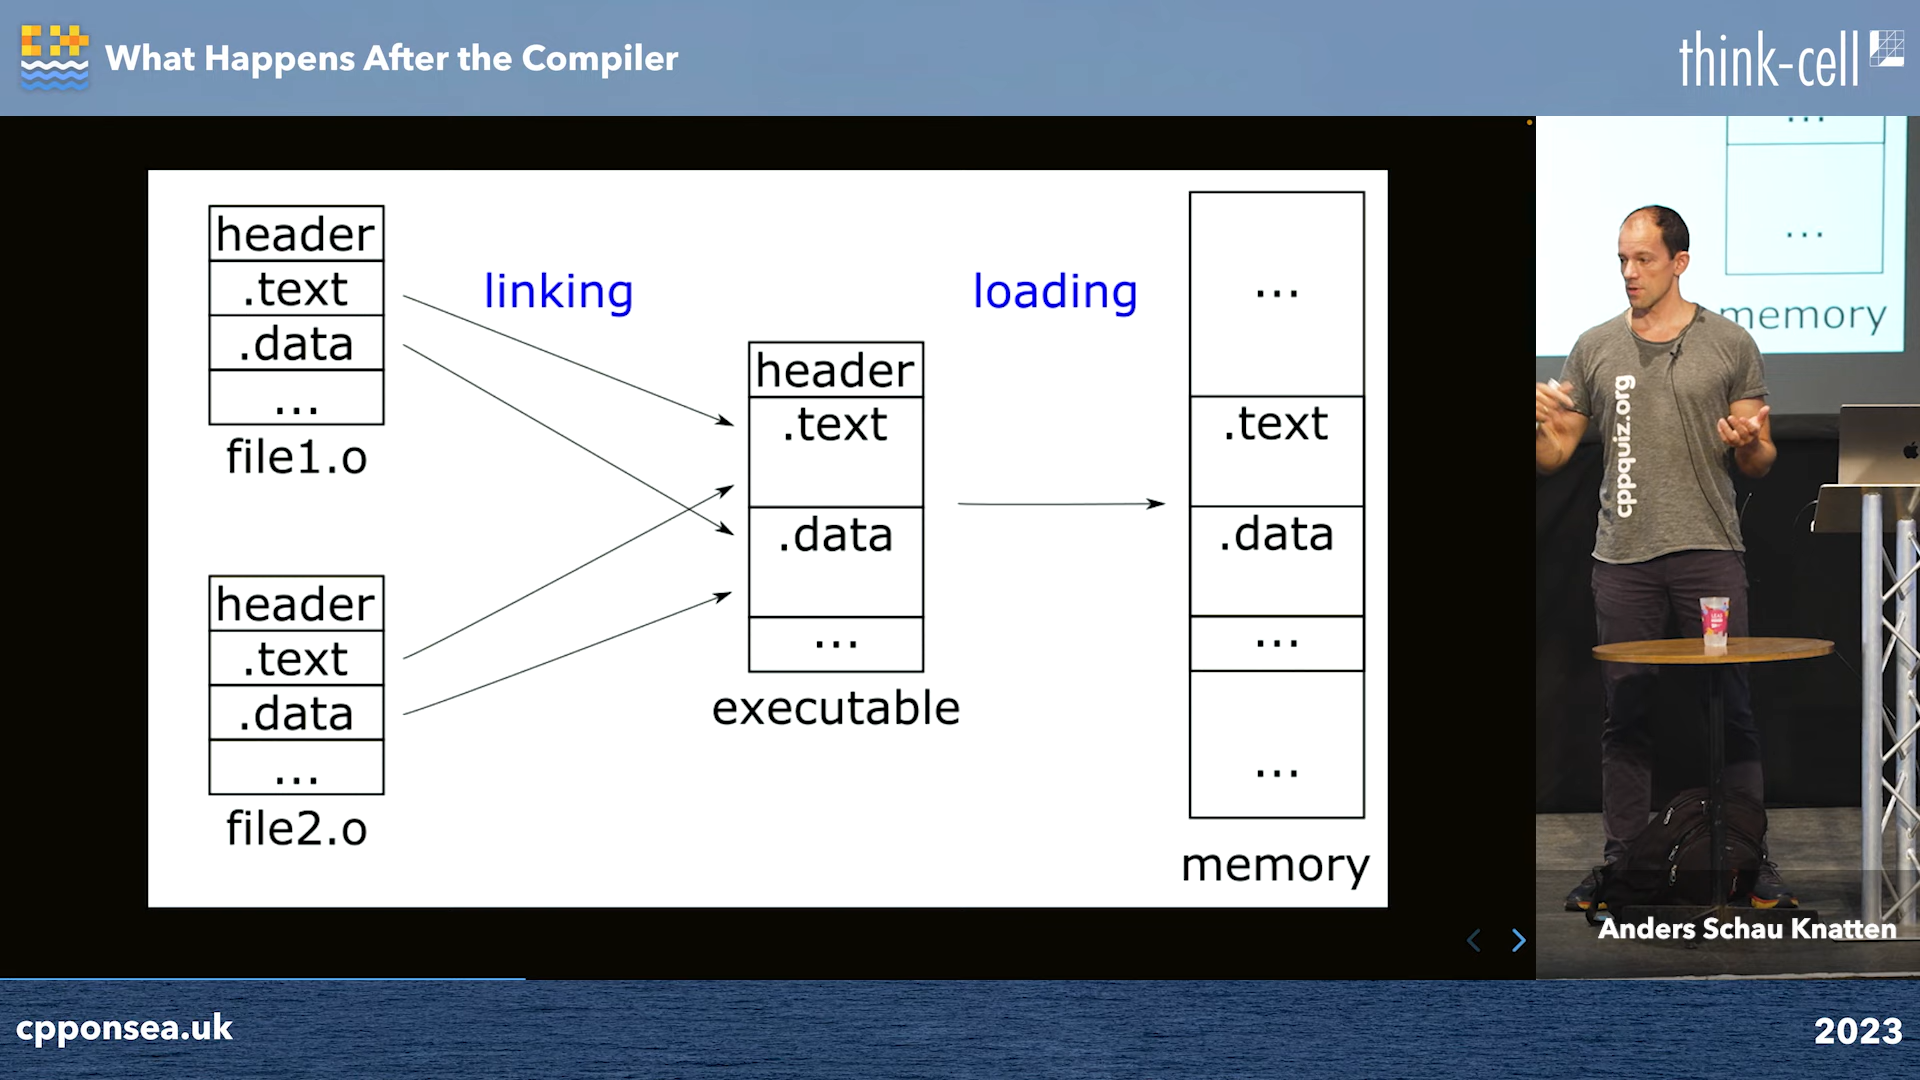 What Happens After the Compiler
think-cell
header
.text
.data
...
file1.o
linking
header
.text
.data
...
file2.o
header
.text
.data
...
executable
loading
...
.text
.data
...
...
memory
...
...
memory
cppquiz.org
Anders Schau Knatten
cpponsea.uk
2023